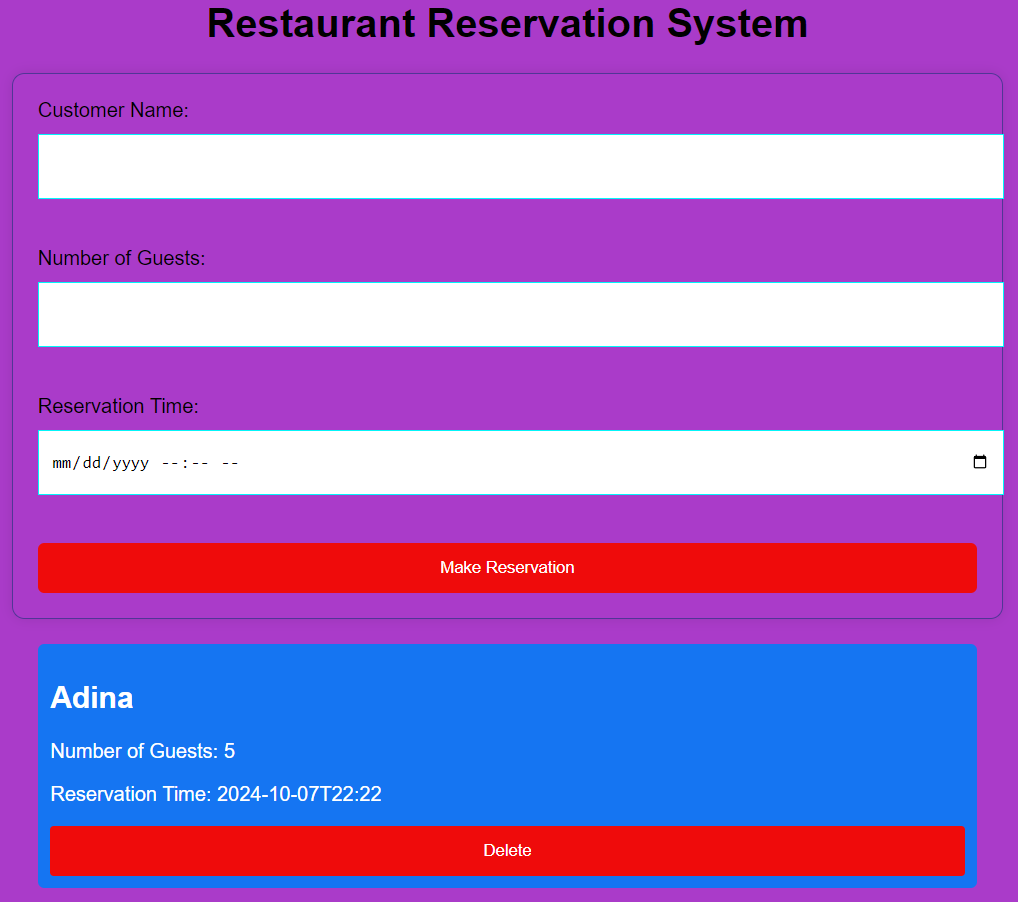 Restaurant Reservation System
Customer Name:
Number of Guests:
Reservation Time:
mm/dd/yyyy --:-- --
Make Reservation
Adina
Number of Guests: 5
Reservation Time: 2024-10-07T22:22
Delete